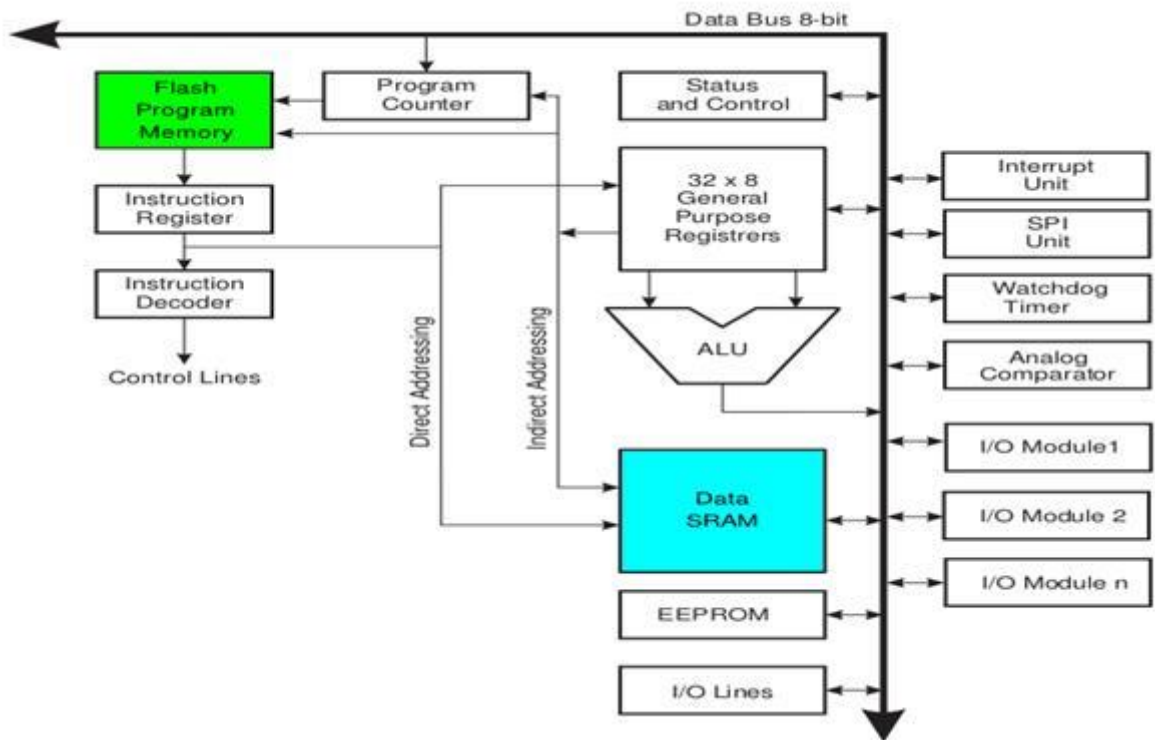 Data Bus 8-bit
Flash
Program
Memory
Program
Counter
Status
and Control
32 x 8
General
Purpose
Registrers
Interrupt
Unit
Instruction
Register
SPI
Unit
Instruction
Decoder
Watchdog
Timer
ALU
Control Lines
Analog
Comparator
Direct Addressing
Indirect Addressing
I/O Module1
Data
SRAM
I/O Module 2
I/O Module n
EEPROM
I/O Lines